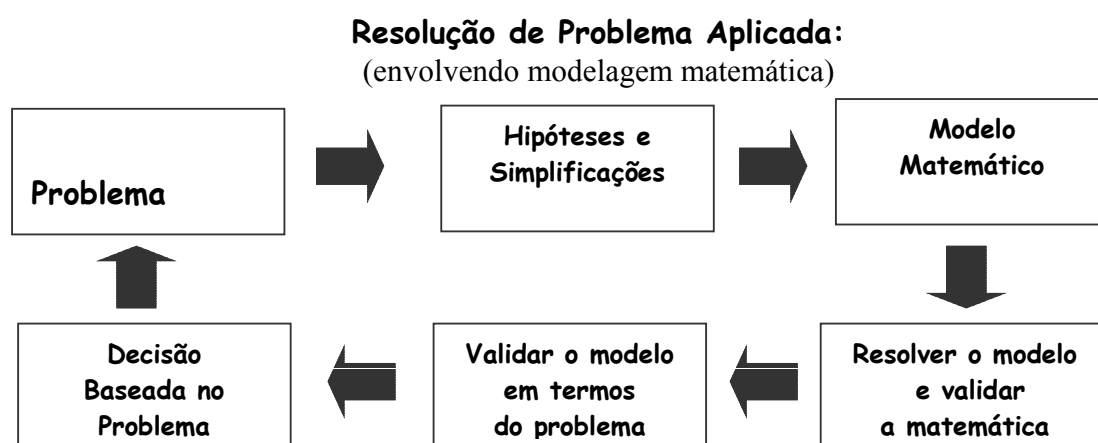 Resolução de Problema Aplicada:
(envolvendo modelagem matemática)
Problema
Hipóteses e
Simplificações
Modelo
Matemático
Resolver o modelo
e validar
a matemática
Validar o modelo
em termos
do problema
Decisão
Baseada no
Problema